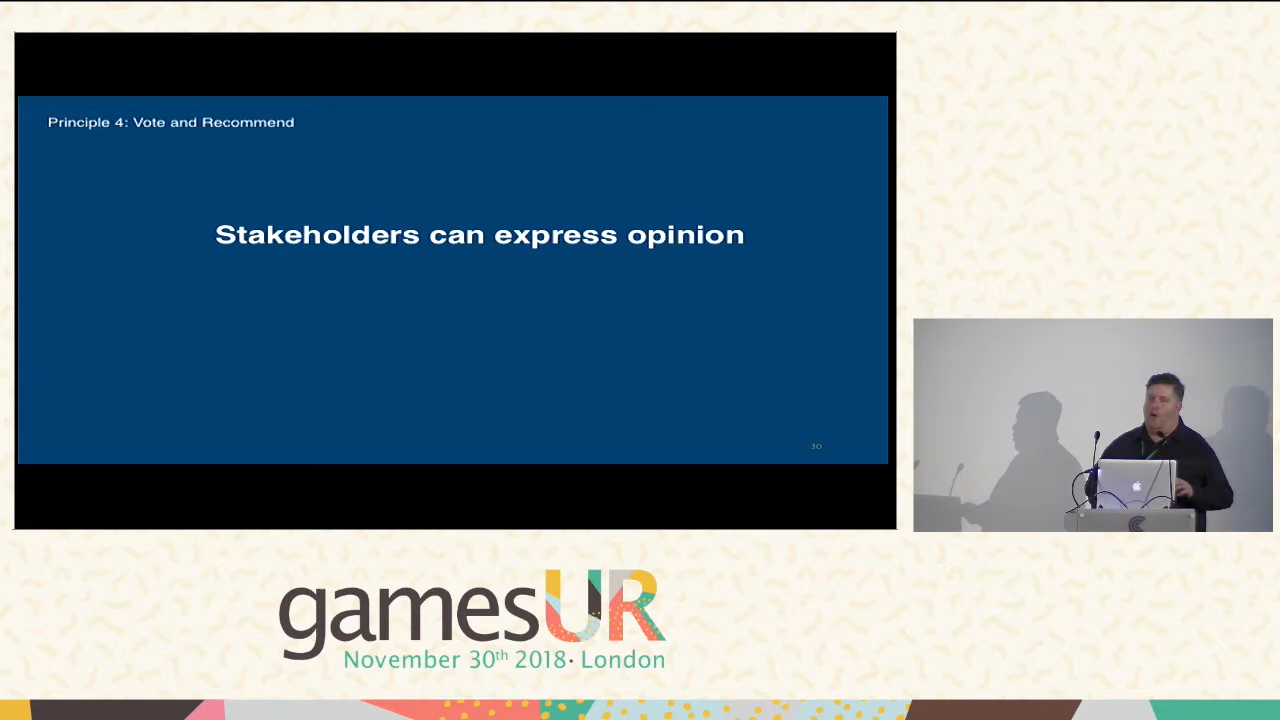 Principle 4: Vote and Recommend
Stakeholders can express opinion
30
gamesUR
November 30th 2018· London